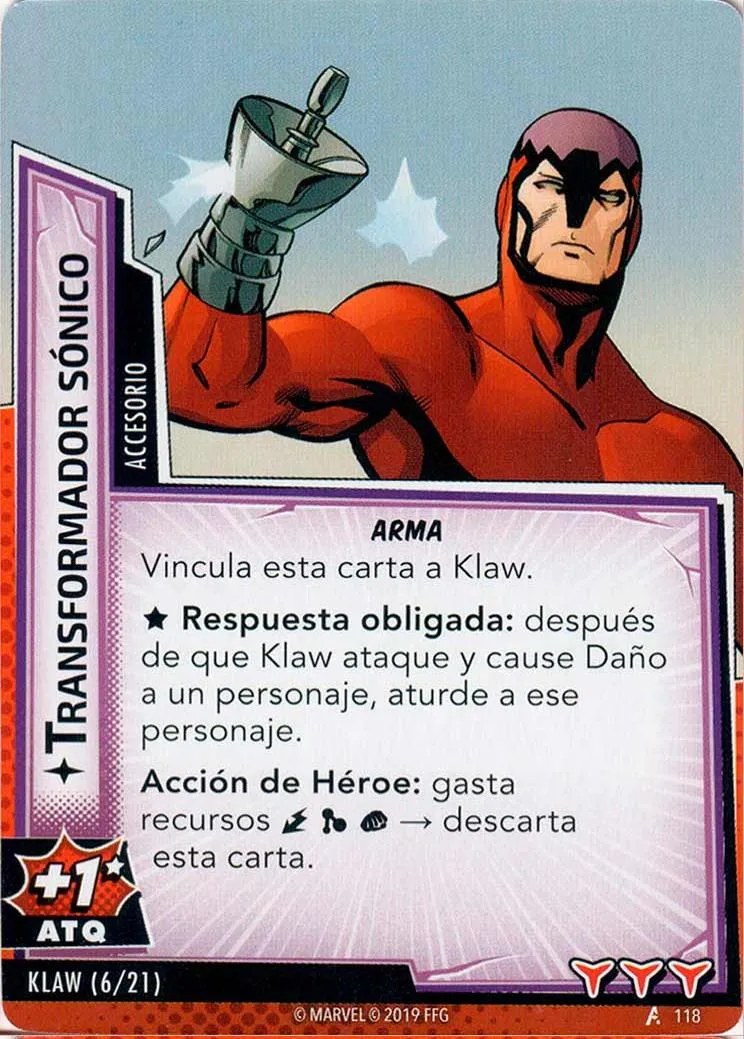 TRANSFORMADOR SÓNICO
ACCESORIO
ARMA
Vincula esta carta a Klaw.
★ Respuesta obligada: después
de que Klaw ataque y cause Daño
a un personaje, aturde a ese
personaje.
Acción de Héroe: gasta
recursos → descarta
esta carta.
+1★
ATQ
KLAW (6/21)
© MARVEL © 2019 FFG
118